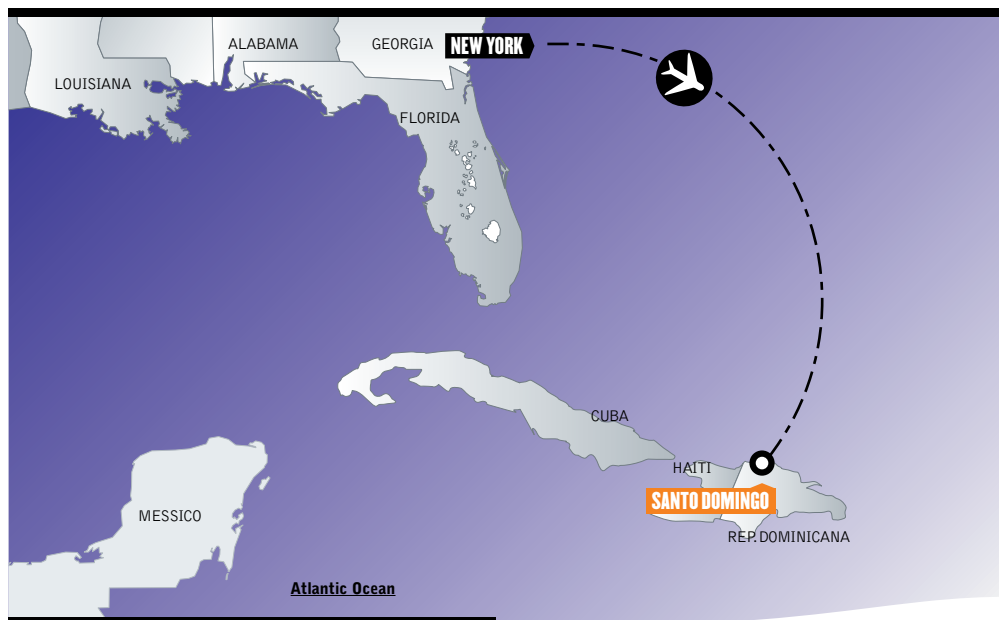 ALABAMA
GEORGIA
NEW YORK
LOUISIANA
FLORIDA
CUBA
HAITI
SANTO DOMINGO
MESSICO
REP. DOMINICANA
Atlantic Ocean